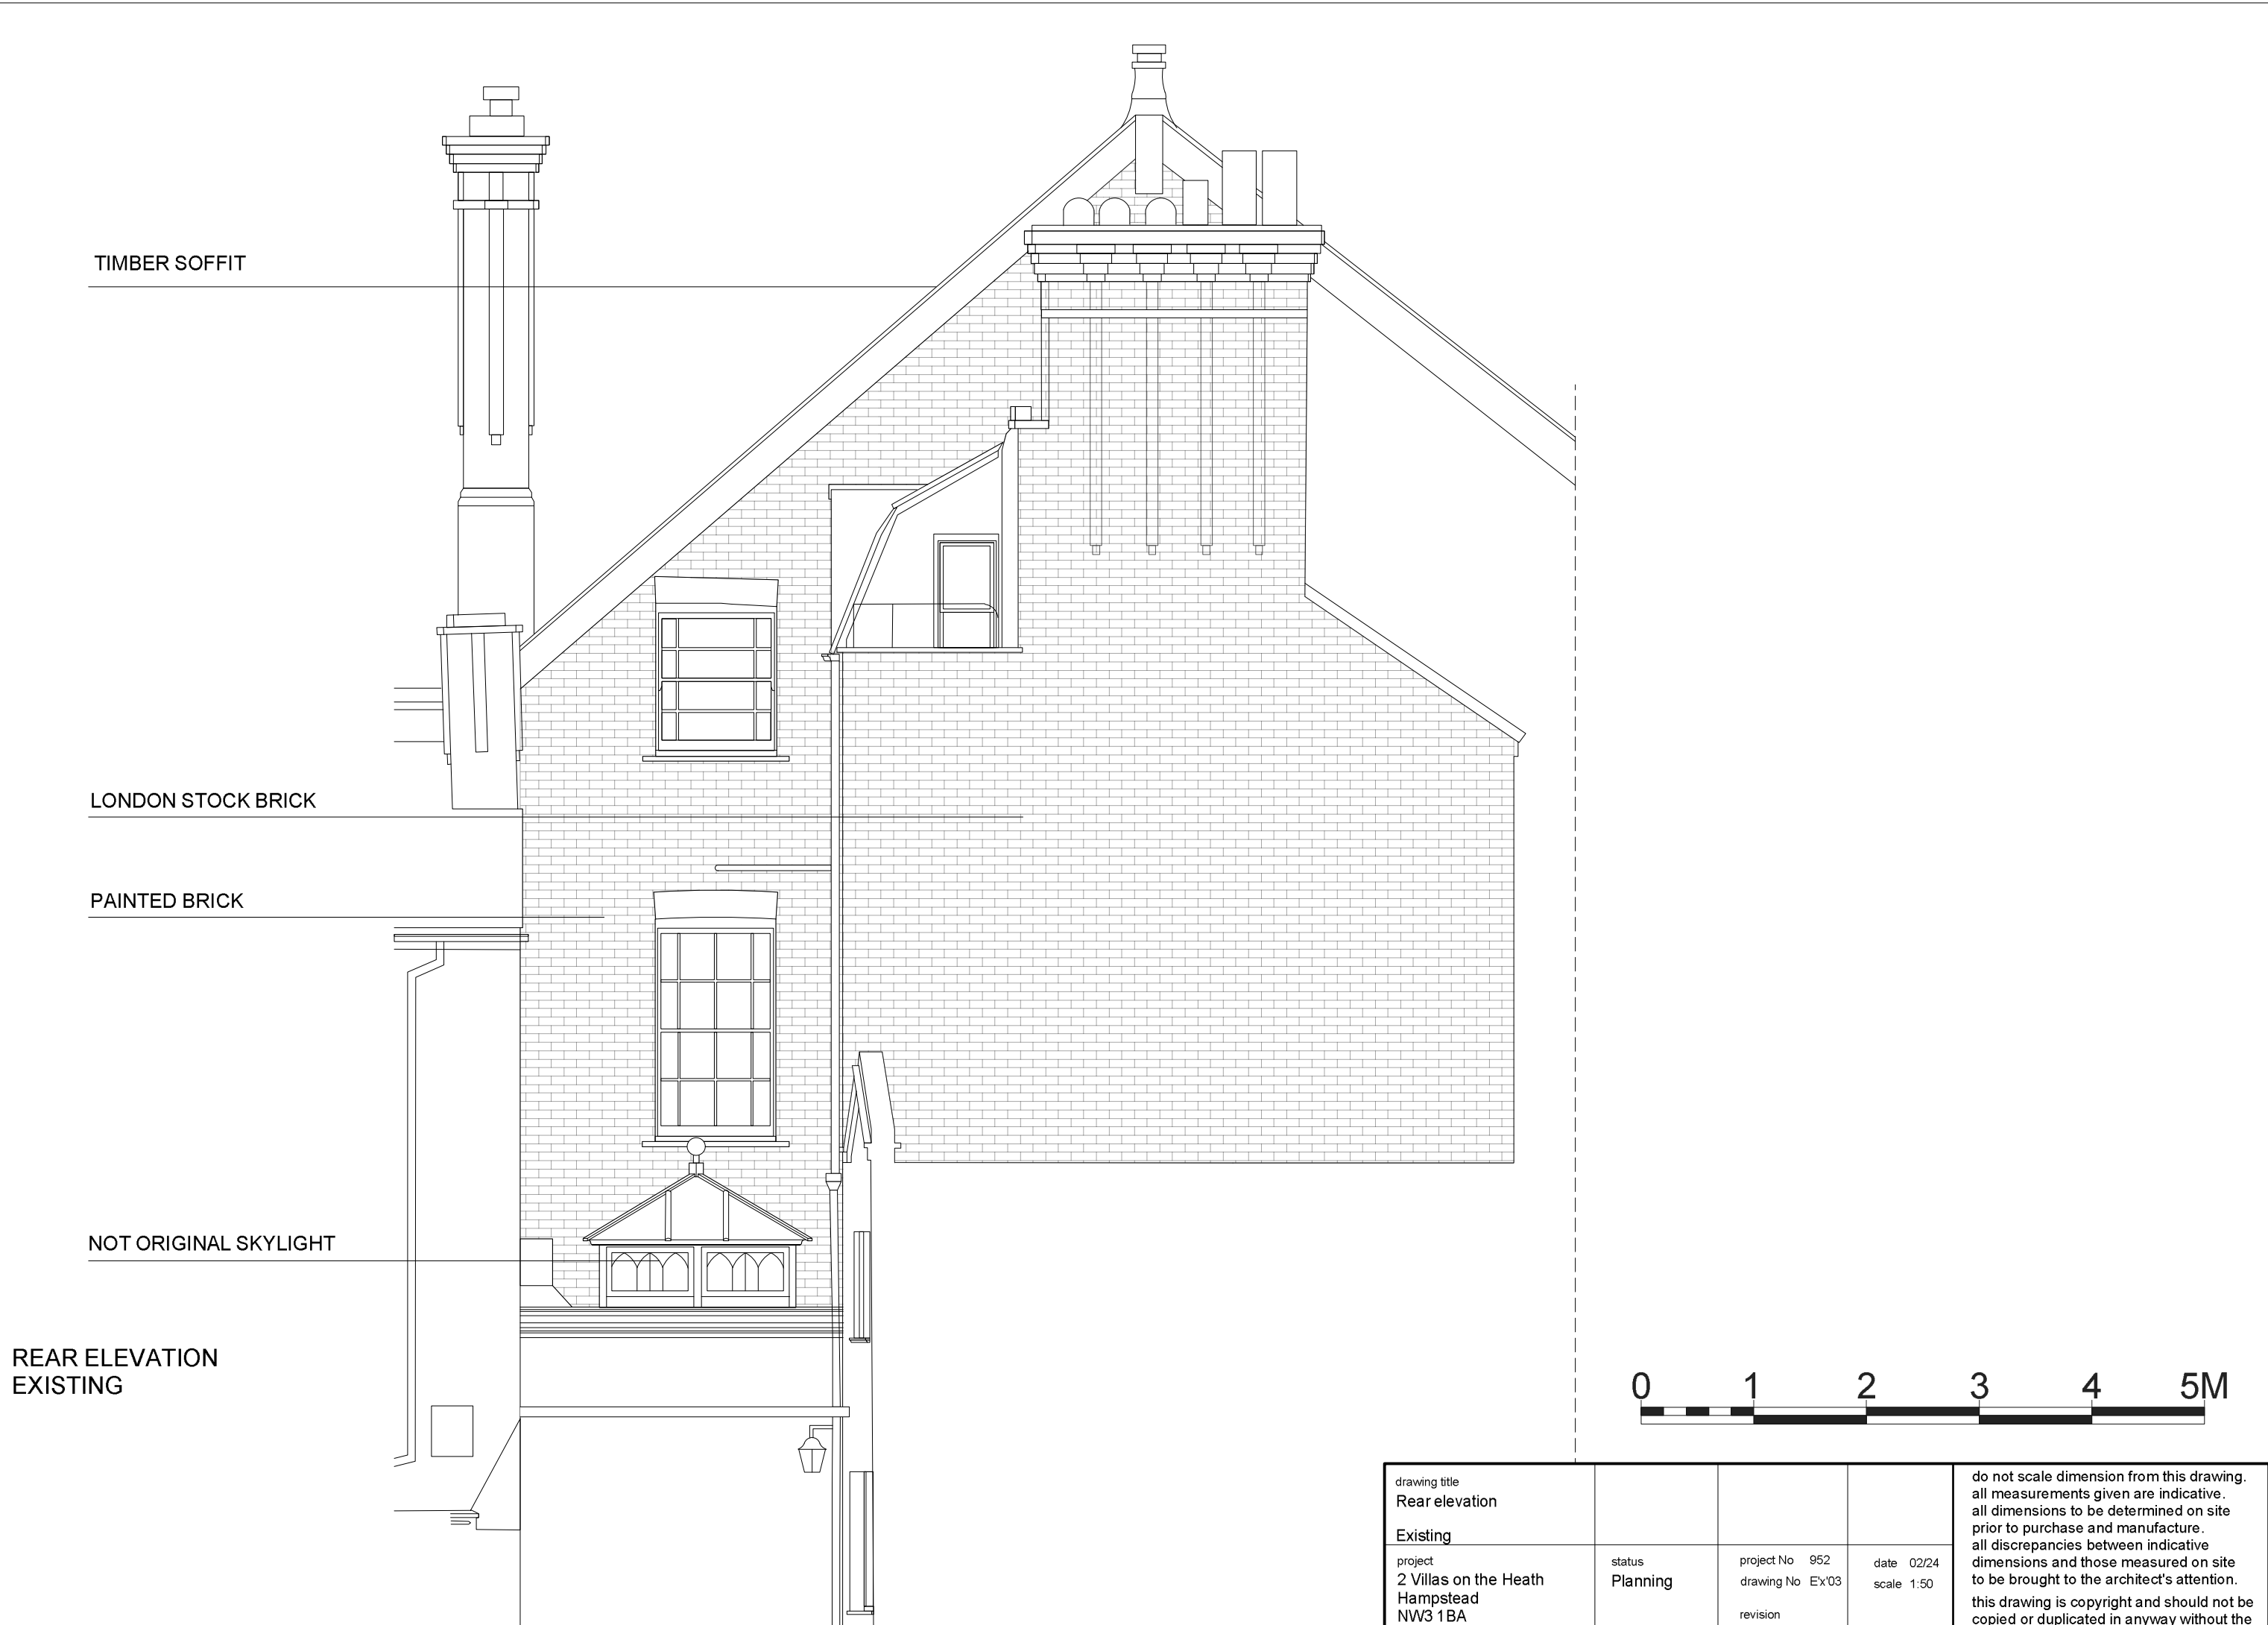 TIMBER SOFFIT
LONDON STOCK BRICK
PAINTED BRICK
NOT ORIGINAL SKYLIGHT
REAR ELEVATION
EXISTING
0 1 2 3 4 5M
drawing title
Rear elevation
Existing
project
2 Villas on the Heath
Hampstead
NW3 1BA
status
Planning
project No 952
drawing No E'x'03
revision
date 02/24
scale 1:50
do not scale dimension from this drawing.
all measurements given are indicative.
all dimensions to be determined on site
prior to purchase and manufacture.
all discrepancies between indicative
dimensions and those measured on site
to be brought to the architect's attention.
this drawing is copyright and should not be
copied or duplicated in anyway without the